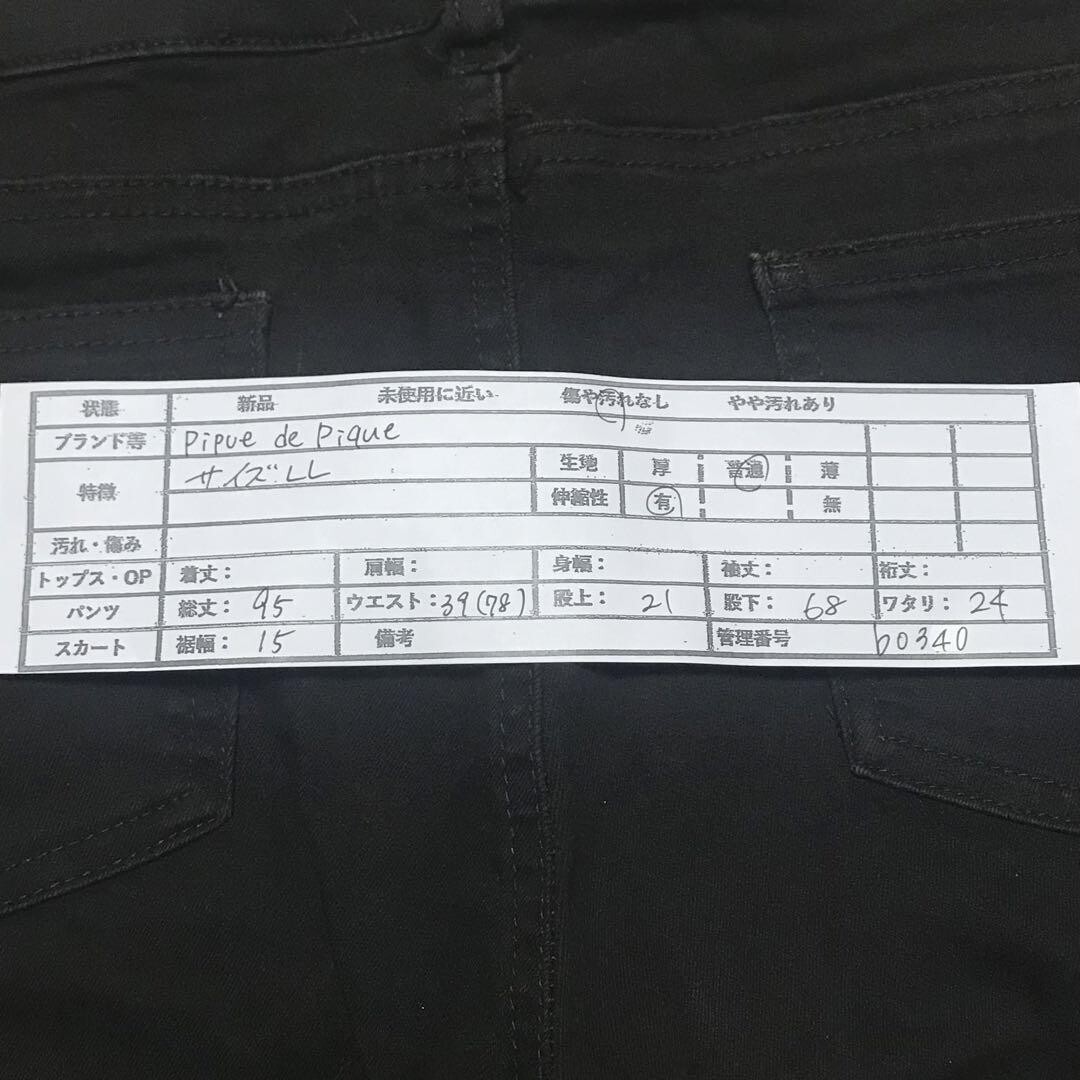 状態 新品 未使用に近い 傷や汚れなし やや汚れあり
ブランド等 Pipue de Pique
特徴 サイズLL 生地 厚 普通 薄
伸縮性 有 無
汚れ・傷み
トップス・OP 着丈: 肩幅: 身幅: 袖丈: 裄丈:
パンツ 総丈: 95 ウエスト: 39(78) 股上: 21 股下: 68 ワタリ: 24
スカート 裾幅: 15 備考 管理番号 b0340